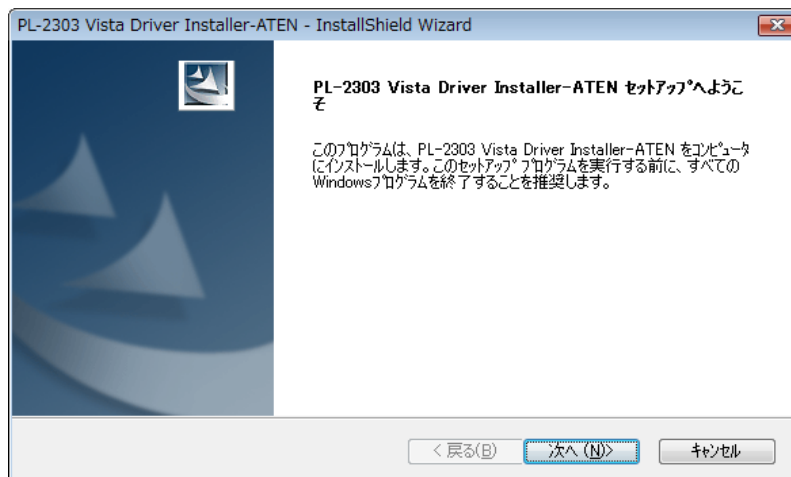 PL-2303 Vista Driver Installer-ATEN - InstallShield Wizard
PL-2303 Vista Driver Installer-ATEN ｾｯﾄｱｯﾌﾟへようこ
そ
このﾌﾟﾛｸﾞﾗﾑは、PL-2303 Vista Driver Installer-ATEN をｺﾝﾋﾟｭｰﾀ
にｲﾝｽﾄｰﾙします。このｾｯﾄｱｯﾌﾟ ﾌﾟﾛｸﾞﾗﾑを実行する前に、すべての
Windowsﾌﾟﾛｸﾞﾗﾑを終了することを推奨します。
< 戻る(B) 次へ (N)> ｷｬﾝｾﾙ